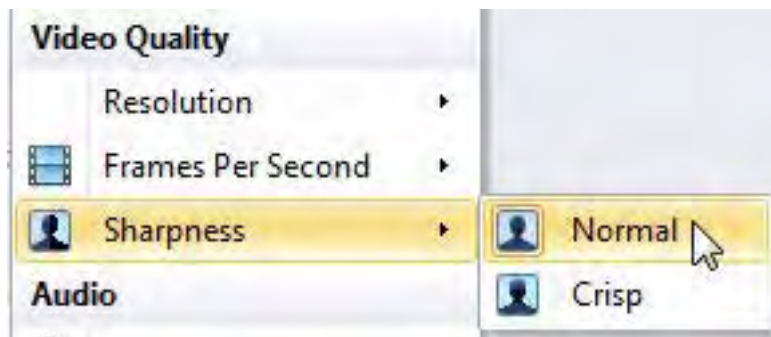 Video Quality
Resolution
Frames Per Second
Sharpness
Normal
Audio
Crisp